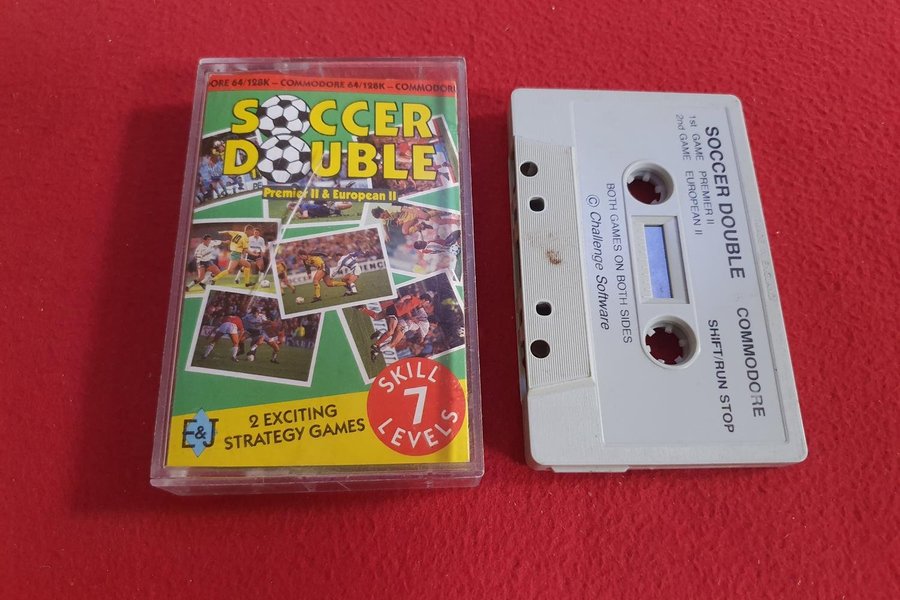 ORE 64/128K – COMMODORE 64/128K – COMMODOR
SOCCER
DOUBLE
Premier II & European II
E&J
2 EXCITING
STRATEGY GAMES
SKILL
7
LEVELS
SOCCER DOUBLE COMMODORE
1st GAME PREMIER II SHIFT/RUN STOP
2nd GAME EUROPEAN II
BOTH GAMES ON BOTH SIDES
© Challenge Software